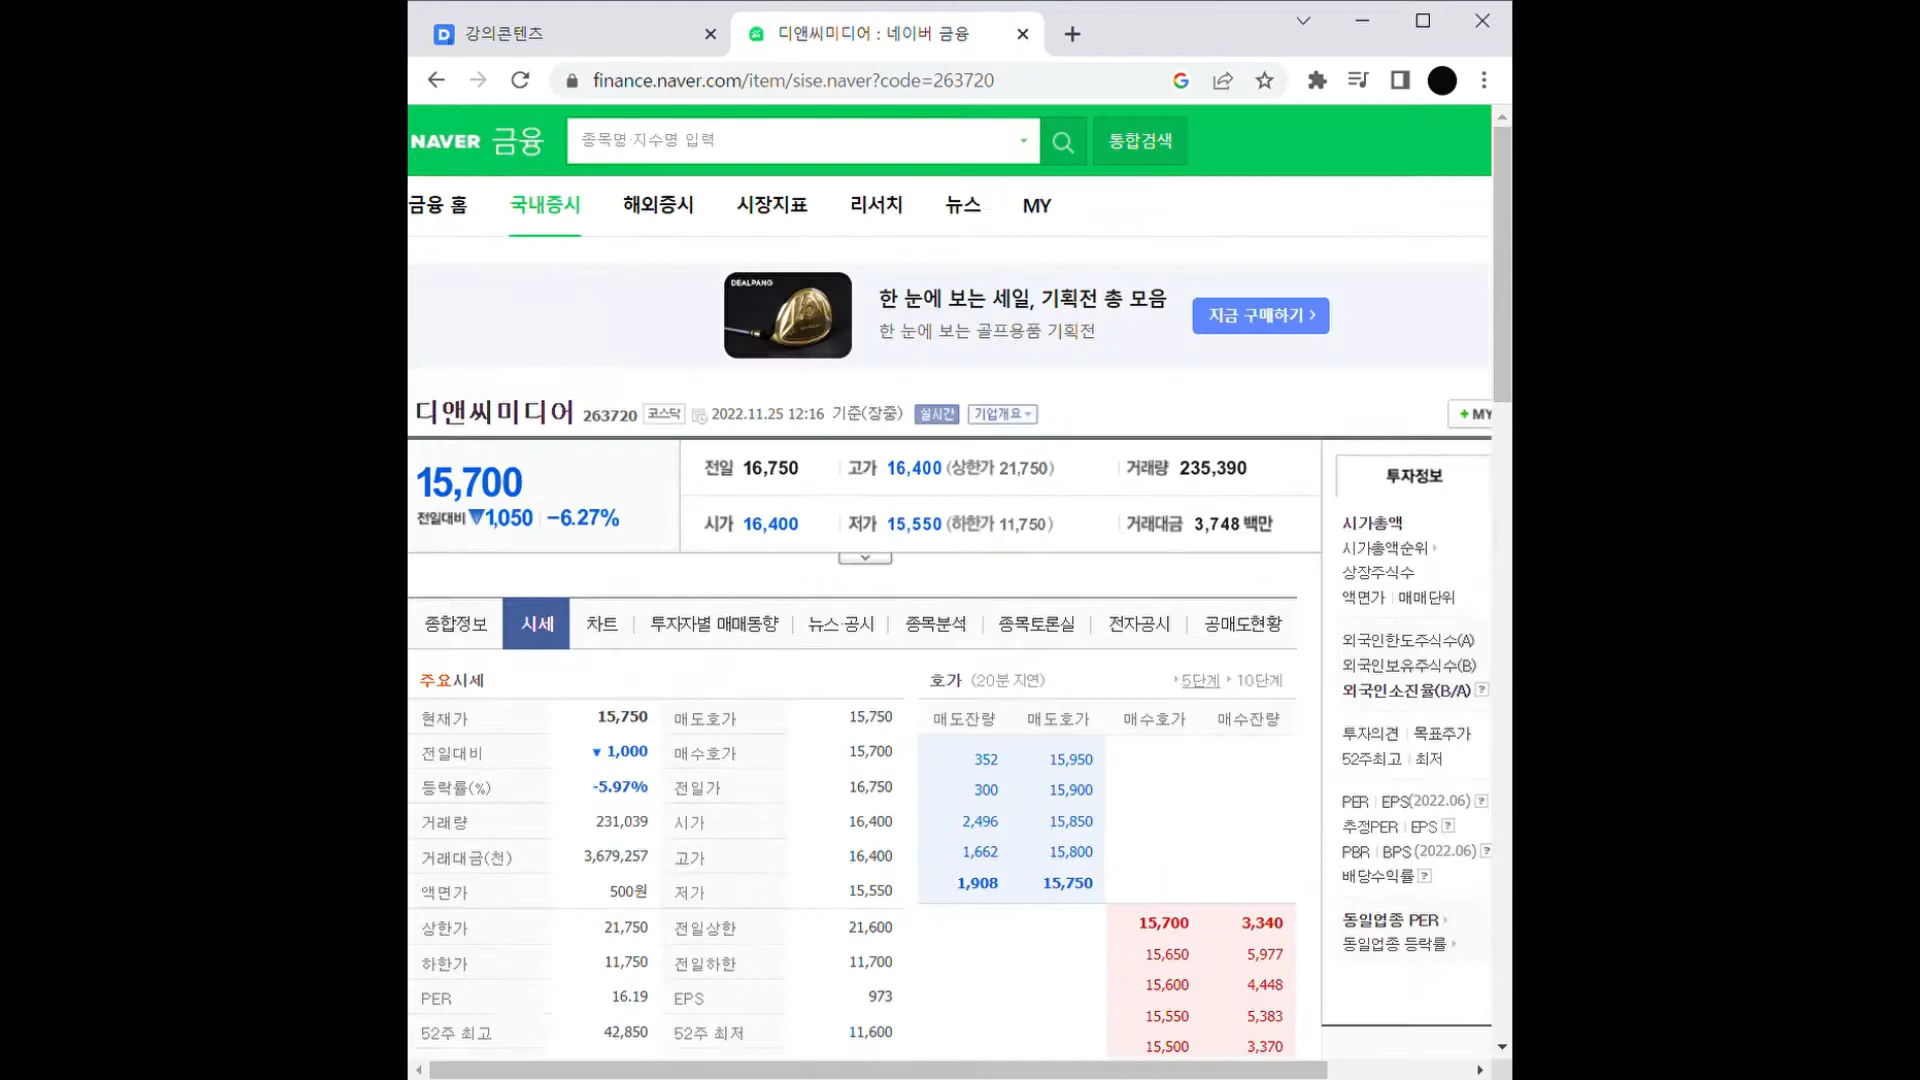 강의콘텐츠
디앤씨미디어 : 네이버 금융
finance.naver.com/item/sise.naver?code=263720
NAVER 금융
종목명·지수명 입력
통합검색
금융 홈 국내증시 해외증시 시장지표 리서치 뉴스 MY
DEALPANG
한 눈에 보는 세일, 기획전 총 모음
한 눈에 보는 골프용품 기획전
지금 구매하기 >
디앤씨미디어 263720 코스닥 2022.11.25 12:16 기준(장중) 실시간 기업개요
+ MY
15,700
전일대비 ▼1,050 −6.27%
전일 16,750 고가 16,400 (상한가 21,750) 거래량 235,390
시가 16,400 저가 15,550 (하한가 11,750) 거래대금 3,748 백만
종합정보 시세 차트 투자자별 매매동향 뉴스·공시 종목분석 종목토론실 전자공시 공매도현황
주요시세
현재가 15,750 매도호가 15,750
전일대비 ▼ 1,000 매수호가 15,700
등락률(%) -5.97% 전일가 16,750
거래량 231,039 시가 16,400
거래대금(천) 3,679,257 고가 16,400
액면가 500원 저가 15,550
상한가 21,750 전일상한 21,600
하한가 11,750 전일하한 11,700
PER 16.19 EPS 973
52주 최고 42,850 52주 최저 11,600
호가 (20분 지연) 5단계 10단계
매도잔량 매도호가 매수호가 매수잔량
352 15,950
300 15,900
2,496 15,850
1,662 15,800
1,908 15,750
15,700 3,340
15,650 5,977
15,600 4,448
15,550 5,383
15,500 3,370
투자정보
시가총액
시가총액순위
상장주식수
액면가 | 매매단위
외국인한도주식수(A)
외국인보유주식수(B)
외국인소진율(B/A) ?
투자의견 | 목표주가
52주최고 | 최저
PER | EPS(2022.06) ?
추정PER | EPS ?
PBR | BPS (2022.06) ?
배당수익률 ?
동일업종 PER
동일업종 등락률